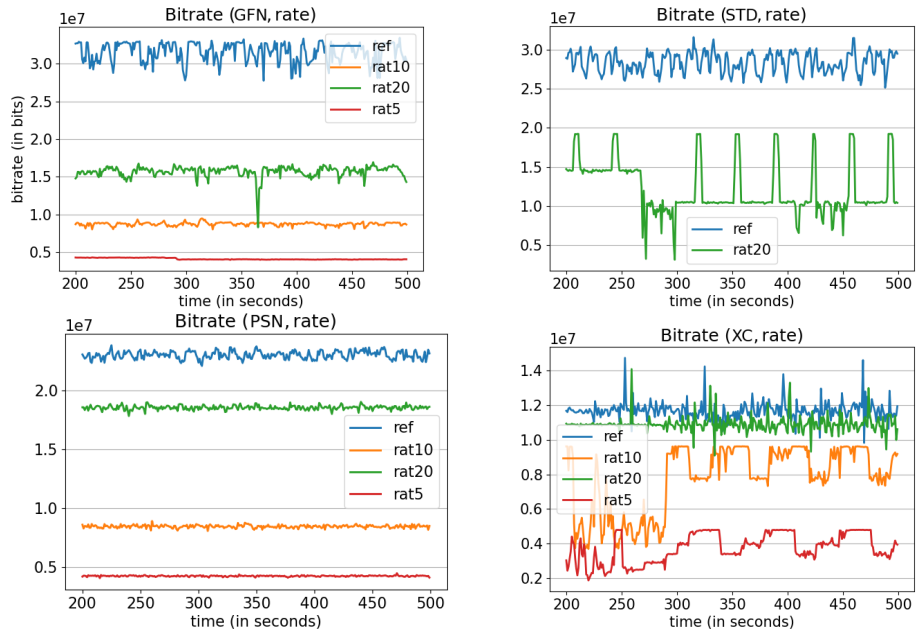 Bitrate (GFN, rate)
1e7
3.0
2.5
2.0
1.5
1.0
0.5
bitrate (in bits)
ref
rat10
rat20
rat5
200 250 300 350 400 450 500
time (in seconds)
Bitrate (STD, rate)
1e7
3.0
2.5
2.0
1.5
1.0
0.5
ref
rat20
200 250 300 350 400 450 500
time (in seconds)
Bitrate (PSN, rate)
1e7
2.0
1.5
1.0
0.5
ref
rat10
rat20
rat5
200 250 300 350 400 450 500
time (in seconds)
Bitrate (XC, rate)
1e7
1.4
1.2
1.0
0.8
0.6
0.4
0.2
ref
rat10
rat20
rat5
200 250 300 350 400 450 500
time (in seconds)